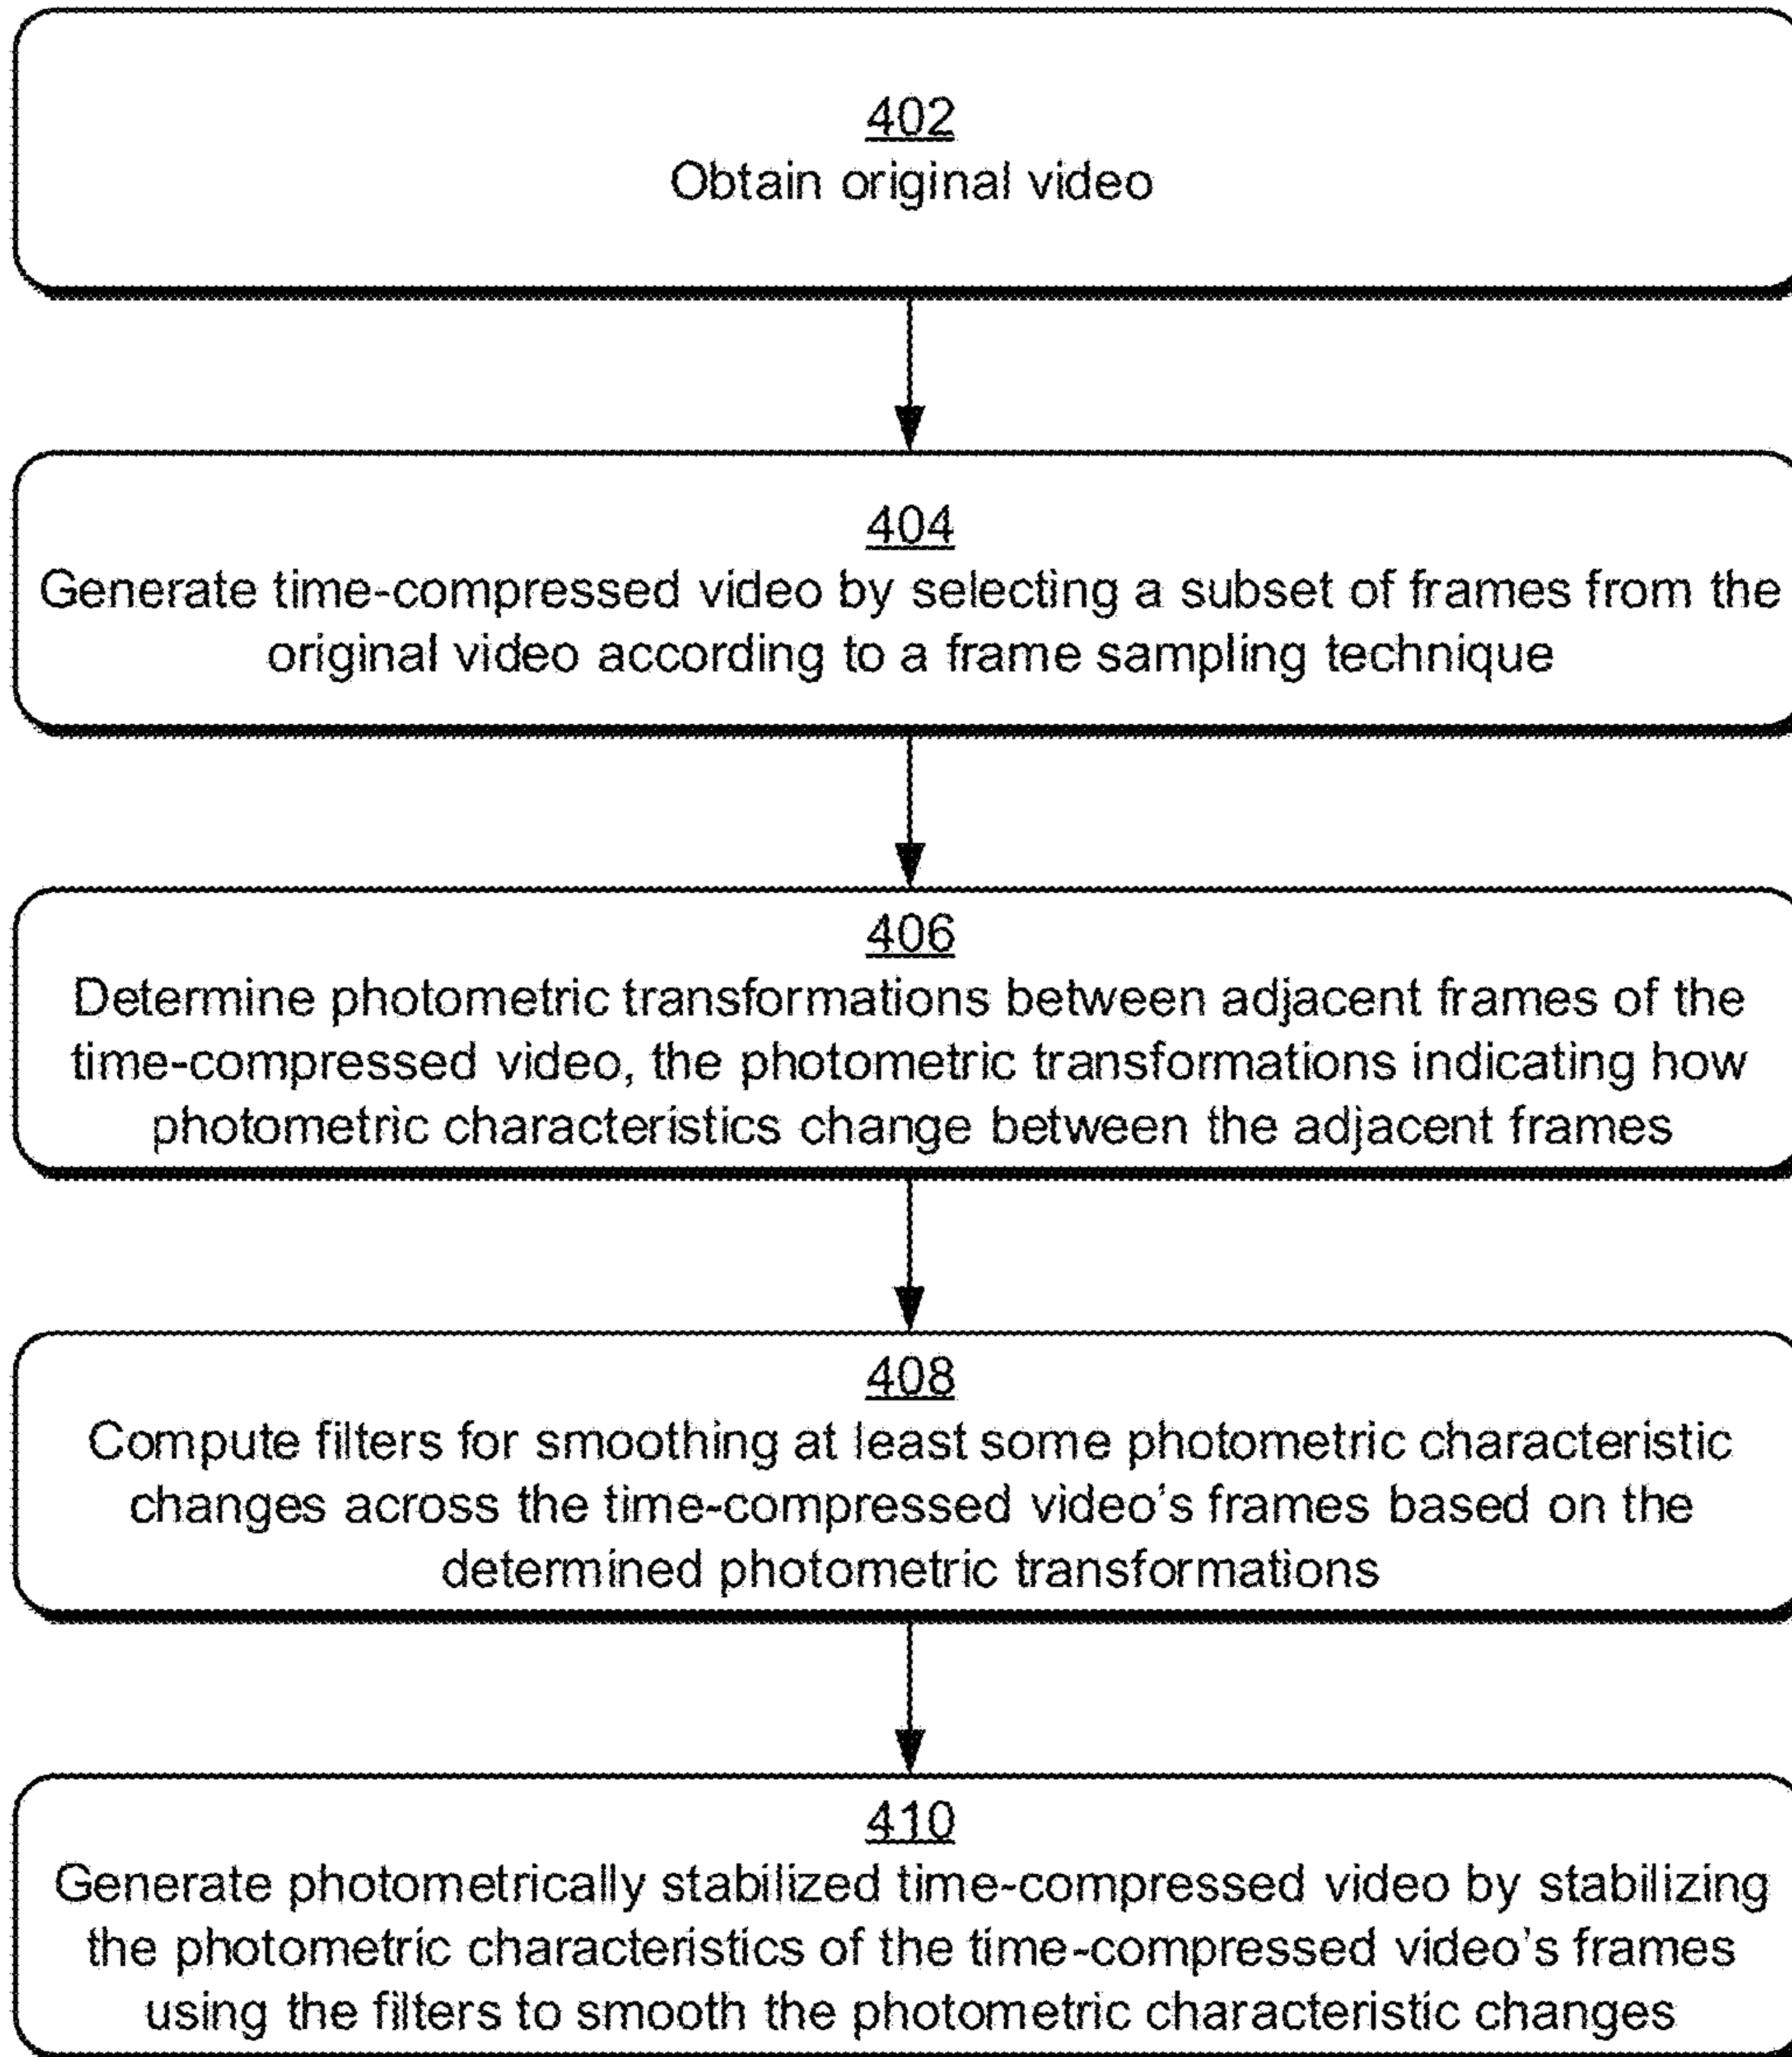 402
Obtain original video
404
Generate time-compressed video by selecting a subset of frames from the
original video according to a frame sampling technique
406
Determine photometric transformations between adjacent frames of the
time-compressed video, the photometric transformations indicating how
photometric characteristics change between the adjacent frames
408
Compute filters for smoothing at least some photometric characteristic
changes across the time-compressed video's frames based on the
determined photometric transformations
410
Generate photometrically stabilized time-compressed video by stabilizing
the photometric characteristics of the time-compressed video's frames
using the filters to smooth the photometric characteristic changes